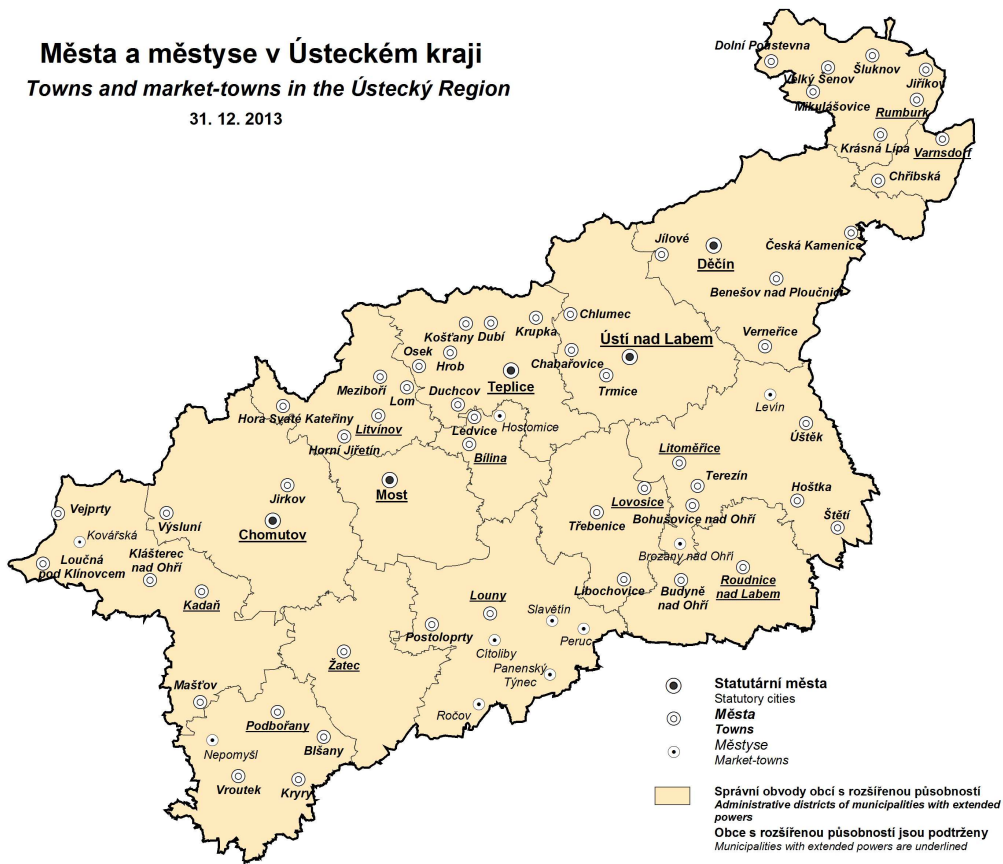 Města a městyse v Ústeckém kraji
Towns and market-towns in the Ústecký Region
31. 12. 2013
Dolní Poustevna
Šluknov
Velký Šenov
Jiříkov
Mikulášovice
Rumburk
Krásná Lípa
Varnsdorf
Chřibská
Jílové
Česká Kamenice
Děčín
Benešov nad Ploučnicí
Verneřice
Chlumec
Krupka
Košťany
Dubí
Ústí nad Labem
Osek
Hrob
Chabařovice
Teplice
Trmice
Meziboří
Lom
Duchcov
Levín
Hora Svaté Kateřiny
Litvínov
Ledvice
Hostomice
Úštěk
Horní Jiřetín
Bílina
Litoměřice
Terezín
Jirkov
Most
Lovosice
Hoštka
Vejprty
Výsluní
Třebenice
Bohušovice nad Ohří
Štětí
Chomutov
Kovářská
Klášterec
nad Ohří
Brozany nad Ohří
Loučná
pod Klínovcem
Libochovice
Budyně
nad Ohří
Roudnice
nad Labem
Kadaň
Louny
Slavětín
Postoloprty
Cítoliby
Peruc
Žatec
Panenský
Týnec
Mašťov
Ročov
Podbořany
Nepomyšl
Blšany
Vroutek
Kryry
Statutární města
Statutory cities
Města
Towns
Městyse
Market-towns
Správní obvody obcí s rozšířenou působností
Administrative districts of municipalities with extended
powers
Obce s rozšířenou působností jsou podtrženy
Municipalities with extended powers are underlined